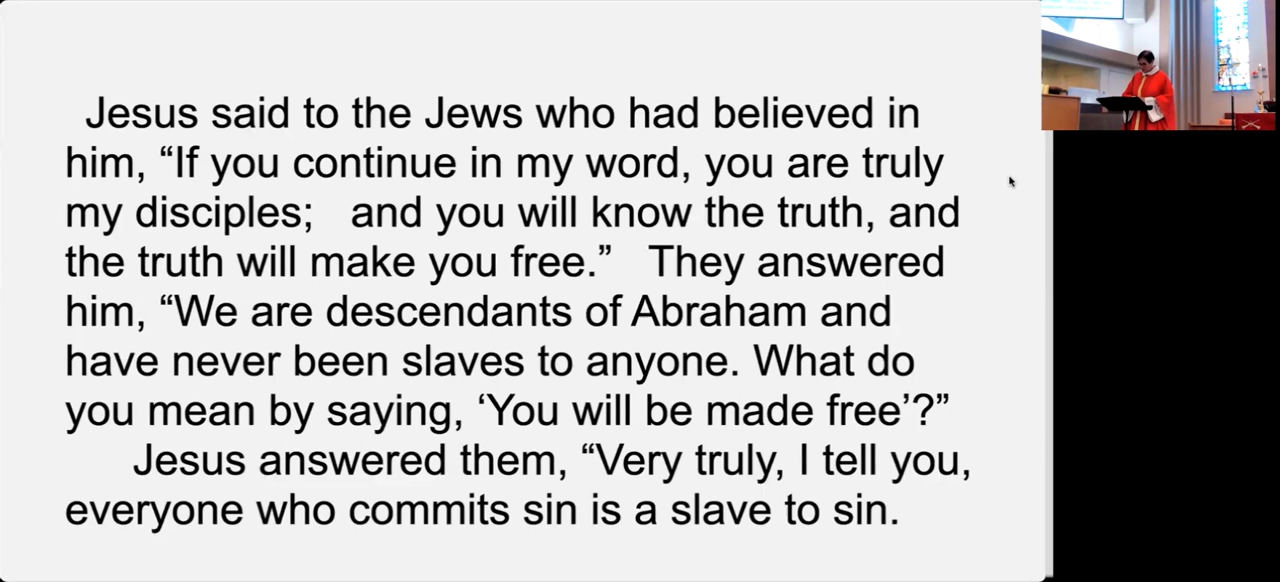 Jesus said to the Jews who had believed in
him, “If you continue in my word, you are truly
my disciples;   and you will know the truth, and
the truth will make you free.”   They answered
him, “We are descendants of Abraham and
have never been slaves to anyone. What do
you mean by saying, ‘You will be made free’?”
Jesus answered them, “Very truly, I tell you,
everyone who commits sin is a slave to sin.